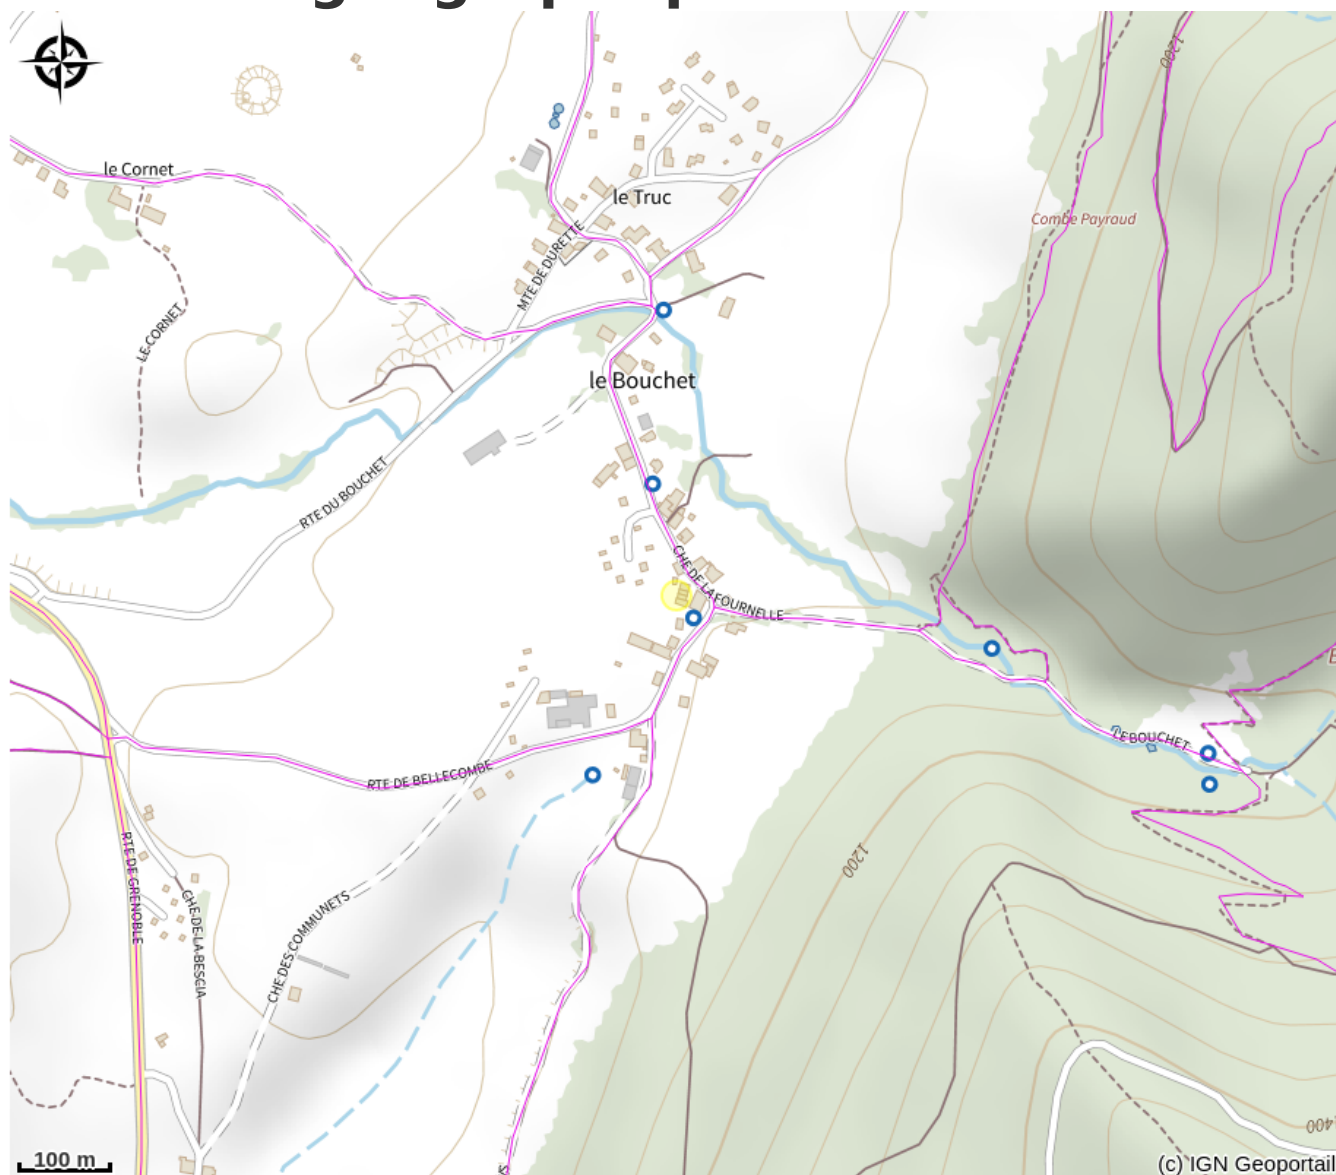 1200
le Cornet
le Truc
Combe Payraud
MTE DE DURETTE
LE CORNET
le Bouchet
RTE DU BOUCHET
CHE DE LA FOURNELLE
LE BOUCHET
RTE DE BELLECOMBE
RTE DE GRENOBLE
1200
CHE DE LA BESCIA
CHE DES COMMUNETS
1400
100 m
(c) IGN Geoportail